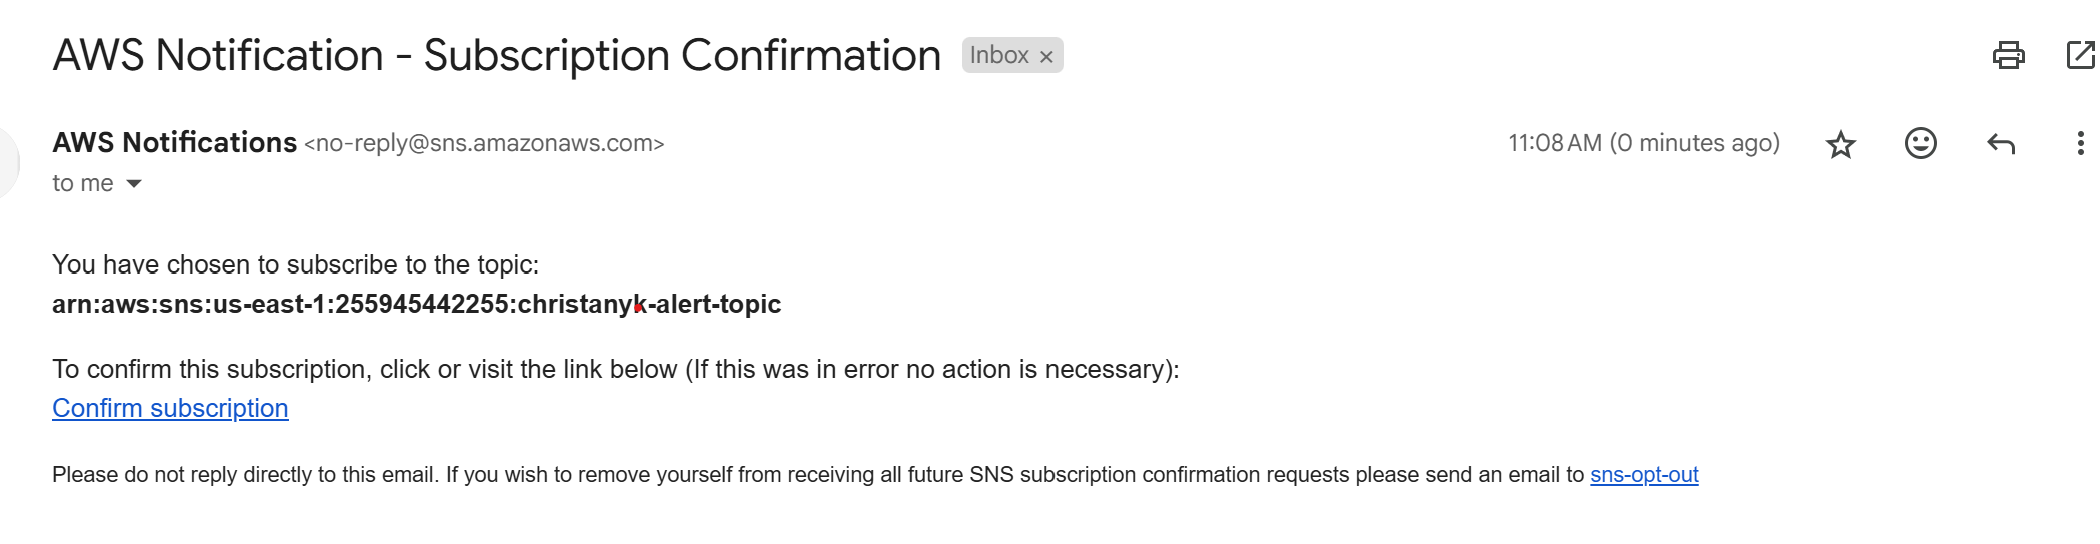 AWS Notification - Subscription Confirmation Inbox ×
AWS Notifications <no-reply@sns.amazonaws.com> 11:08 AM (0 minutes ago)
to me
You have chosen to subscribe to the topic:
arn:aws:sns:us-east-1:255945442255:christanyk-alert-topic
To confirm this subscription, click or visit the link below (If this was in error no action is necessary):
Confirm subscription
Please do not reply directly to this email. If you wish to remove yourself from receiving all future SNS subscription confirmation requests please send an email to sns-opt-out